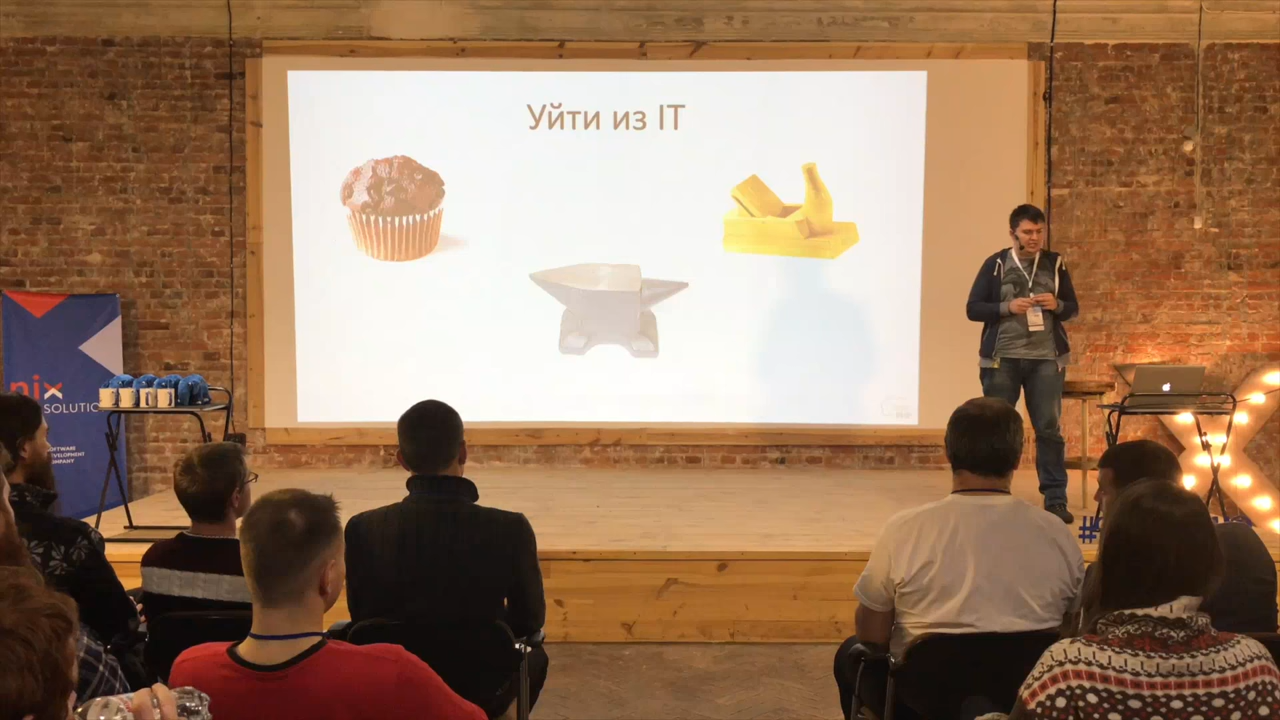 Уйти из IT
nix
SOLUTIO
SOFTWARE
DEVELOPMENT
COMPANY
#